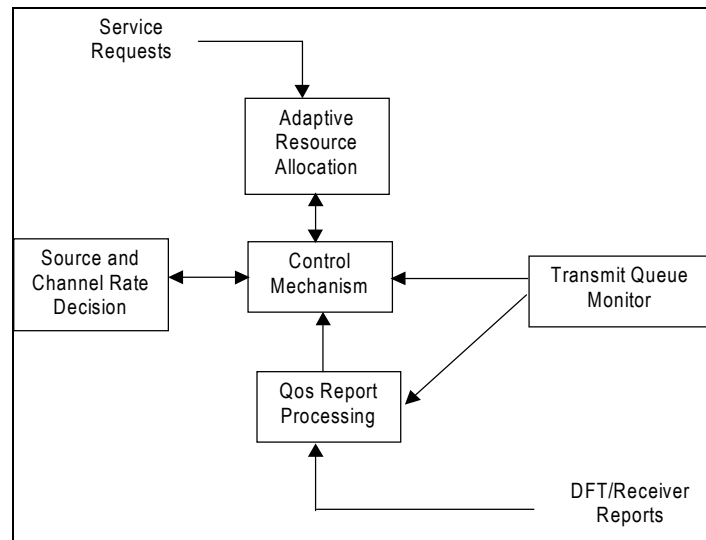 Service
Requests
Adaptive
Resource
Allocation
Source and
Channel Rate
Decision
Control
Mechanism
Transmit Queue
Monitor
Qos Report
Processing
DFT/Receiver
Reports